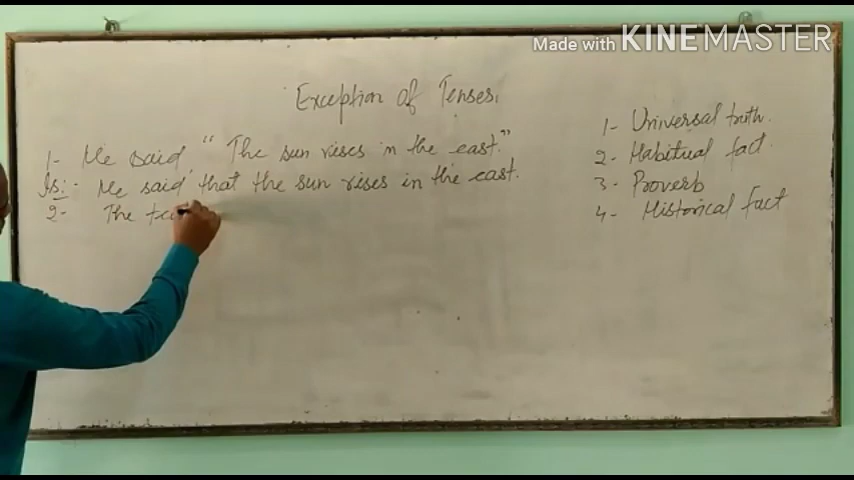 Made with KINEMASTER
Exception of Tenses.
1- He said " The sun rises in the east."
Is:- He said that the sun rises in the east.
2- The
1- Universal truth.
2- Habitual fact.
3- Proverb
4- Historical fact